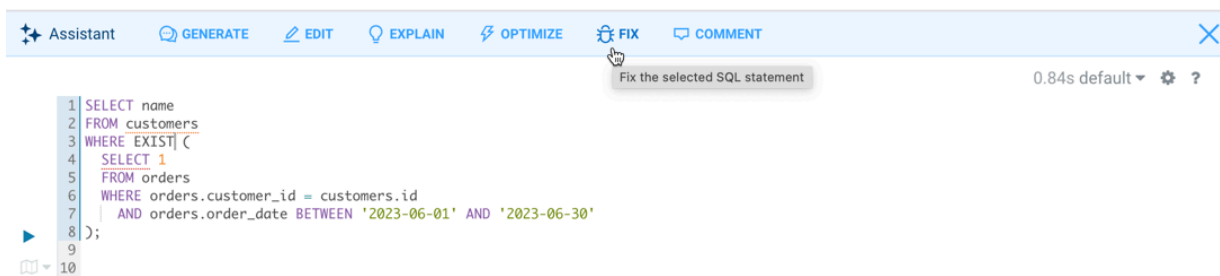 Assistant GENERATE EDIT EXPLAIN OPTIMIZE FIX COMMENT
Fix the selected SQL statement
0.84s default ?
1 SELECT name
2 FROM customers
3 WHERE EXIST (
4 SELECT 1
5 FROM orders
6 WHERE orders.customer_id = customers.id
7 AND orders.order_date BETWEEN '2023-06-01' AND '2023-06-30'
8 );
9
10